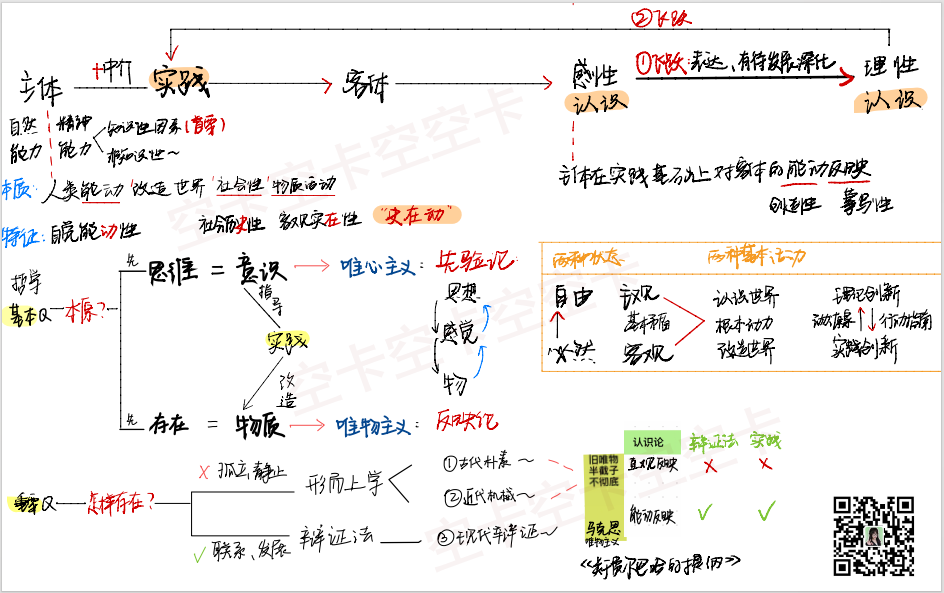 ②飞跃
主体
+中介
实践
客体
感性
认识
①飞跃:表达、有待发展深化
理性
认识
自然
能力
精神
能力
知识性因素(首要)
非知识性~
主体在实践基础上对客体的能动反映
创造性 摹写性
本质: 人类能动 改造世界 社会性 物质活动
特征: 自觉能动性 社会历史性 客观实在性 "史在动"
哲学
基本Q
本原?
先
思维 = 意识
唯心主义: 先验论
指导
实践
改造
思想
感觉
物
先
存在 = 物质
唯物主义: 反映论
两种状态 两种基本活动
自由 主观 认识世界 理论创新
基本矛盾 根本动力 行动指南
必然 客观 改造世界 实践创新
重要Q
怎样存在?
× 孤立、静止 形而上学
√ 联系、发展 辩证法
①古代朴素~
②近代机械~
③现代辩证~
认识论 辩证法 实践
旧唯物
半截子
不彻底
直观反映 × ×
马克思
唯物主义
能动反映 √ √
《关于费尔巴哈的提纲》
空空卡空空卡